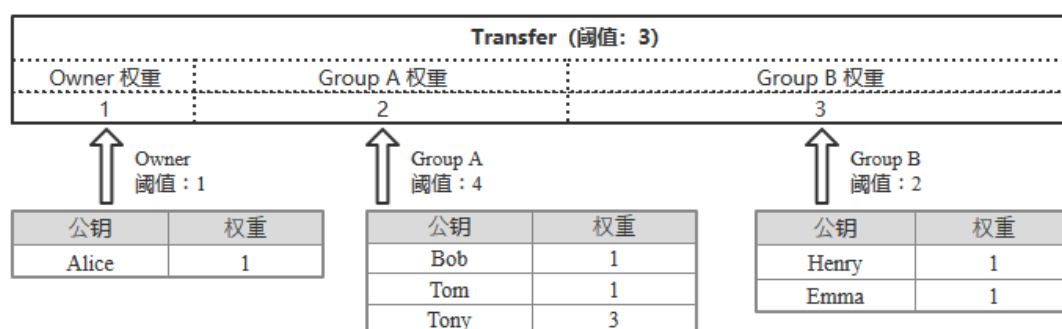 Transfer (阈值: 3)
Owner 权重 Group A 权重 Group B 权重
1 2 3
Owner
阈值：1
Group A
阈值：4
Group B
阈值：2
公钥 权重
Alice 1
公钥 权重
Bob 1
Tom 1
Tony 3
公钥 权重
Henry 1
Emma 1